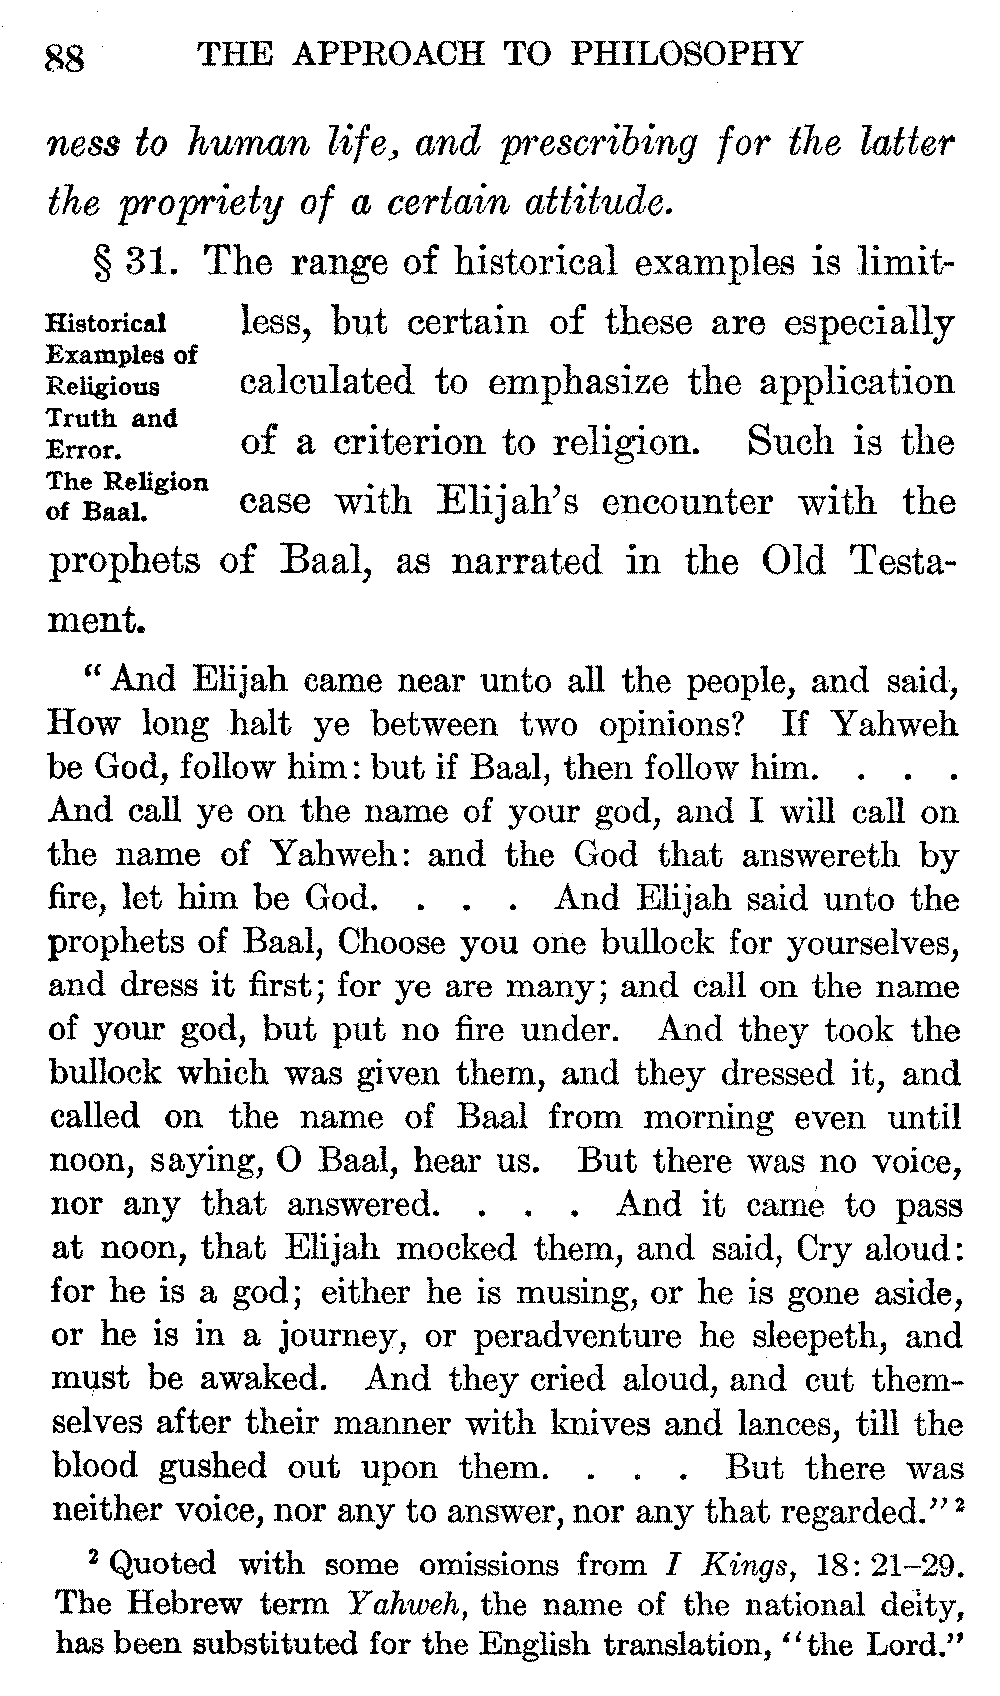 88 THE APPROACH TO PHILOSOPHY
ness to human life, and prescribing for the latter
the propriety of a certain attitude.
§ 31. The range of historical examples is limit-
Historical
Examples of
Religious
Truth and
Error.
The Religion
of Baal.
less, but certain of these are especially
calculated to emphasize the application
of a criterion to religion. Such is the
case with Elijah's encounter with the
prophets of Baal, as narrated in the Old Testa-
ment.
“And Elijah came near unto all the people, and said,
How long halt ye between two opinions? If Yahweh
be God, follow him: but if Baal, then follow him. . . .
And call ye on the name of your god, and I will call on
the name of Yahweh: and the God that answereth by
fire, let him be God. . . . And Elijah said unto the
prophets of Baal, Choose you one bullock for yourselves,
and dress it first; for ye are many; and call on the name
of your god, but put no fire under. And they took the
bullock which was given them, and they dressed it, and
called on the name of Baal from morning even until
noon, saying, O Baal, hear us. But there was no voice,
nor any that answered. . . . And it came to pass
at noon, that Elijah mocked them, and said, Cry aloud:
for he is a god; either he is musing, or he is gone aside,
or he is in a journey, or peradventure he sleepeth, and
must be awaked. And they cried aloud, and cut them-
selves after their manner with knives and lances, till the
blood gushed out upon them. . . . But there was
neither voice, nor any to answer, nor any that regarded.” ²
² Quoted with some omissions from I Kings, 18: 21–29.
The Hebrew term Yahweh, the name of the national deity,
has been substituted for the English translation, “the Lord.”